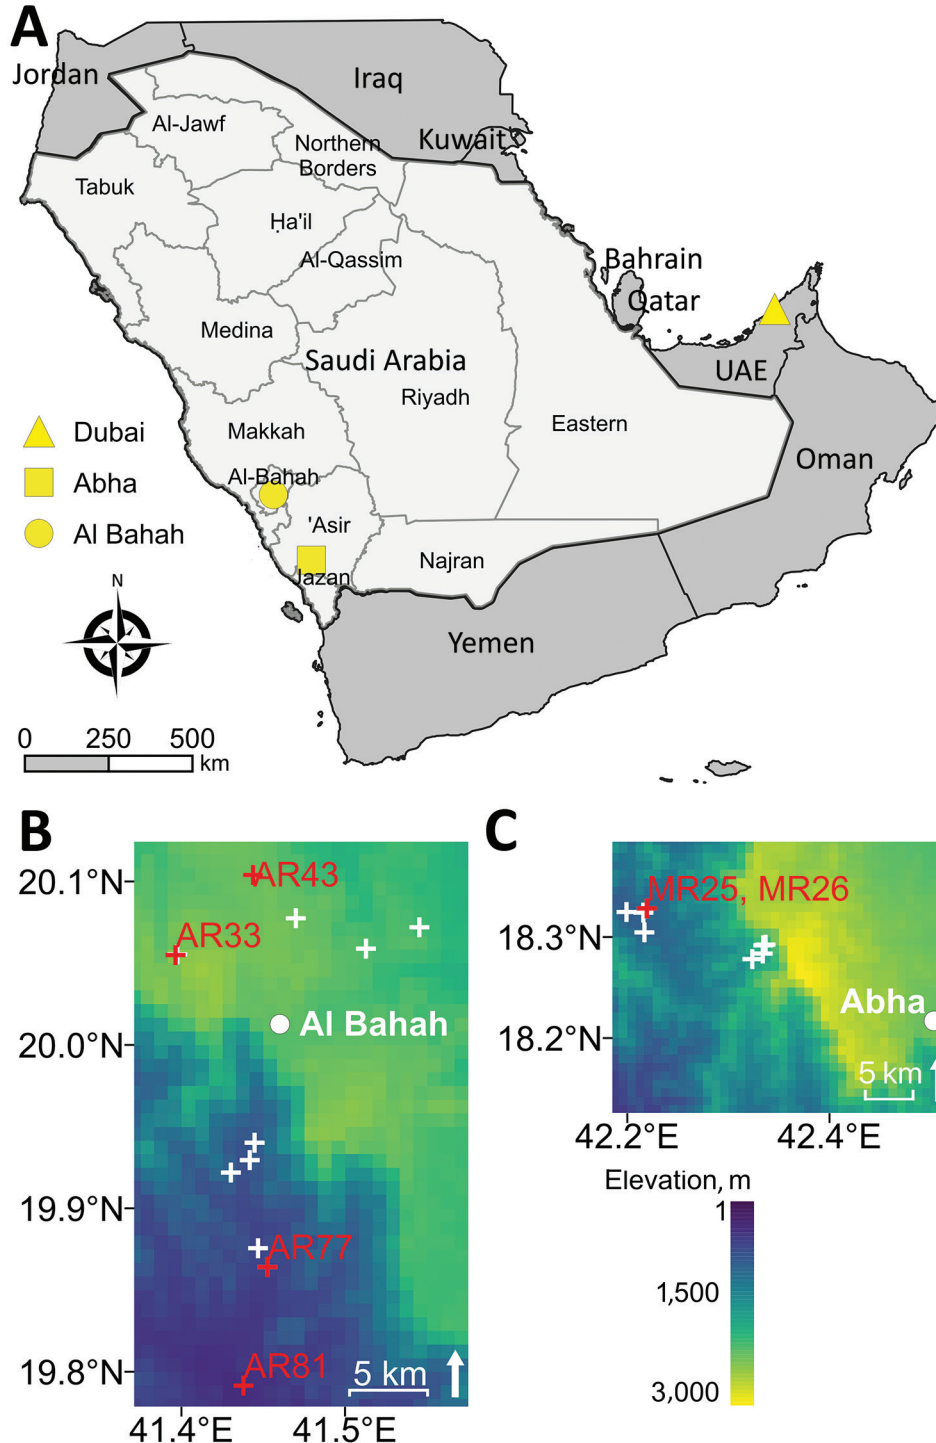 A
Jordan
Iraq
Al-Jawf
Northern
Borders
Kuwait
Tabuk
Ḥa'il
Al-Qassim
Bahrain
Qatar
Medina
Saudi Arabia
UAE
Riyadh
Dubai
Makkah
Eastern
Oman
Abha
Al-Bahah
Al Bahah
'Asir
Najran
Jazan
N
Yemen
0 250 500
km
B
20.1°N
AR43
AR33
Al Bahah
20.0°N
19.9°N
AR77
AR81
19.8°N
5 km
41.4°E 41.5°E
C
MR25, MR26
18.3°N
Abha
18.2°N
5 km
42.2°E 42.4°E
Elevation, m
1
1,500
3,000